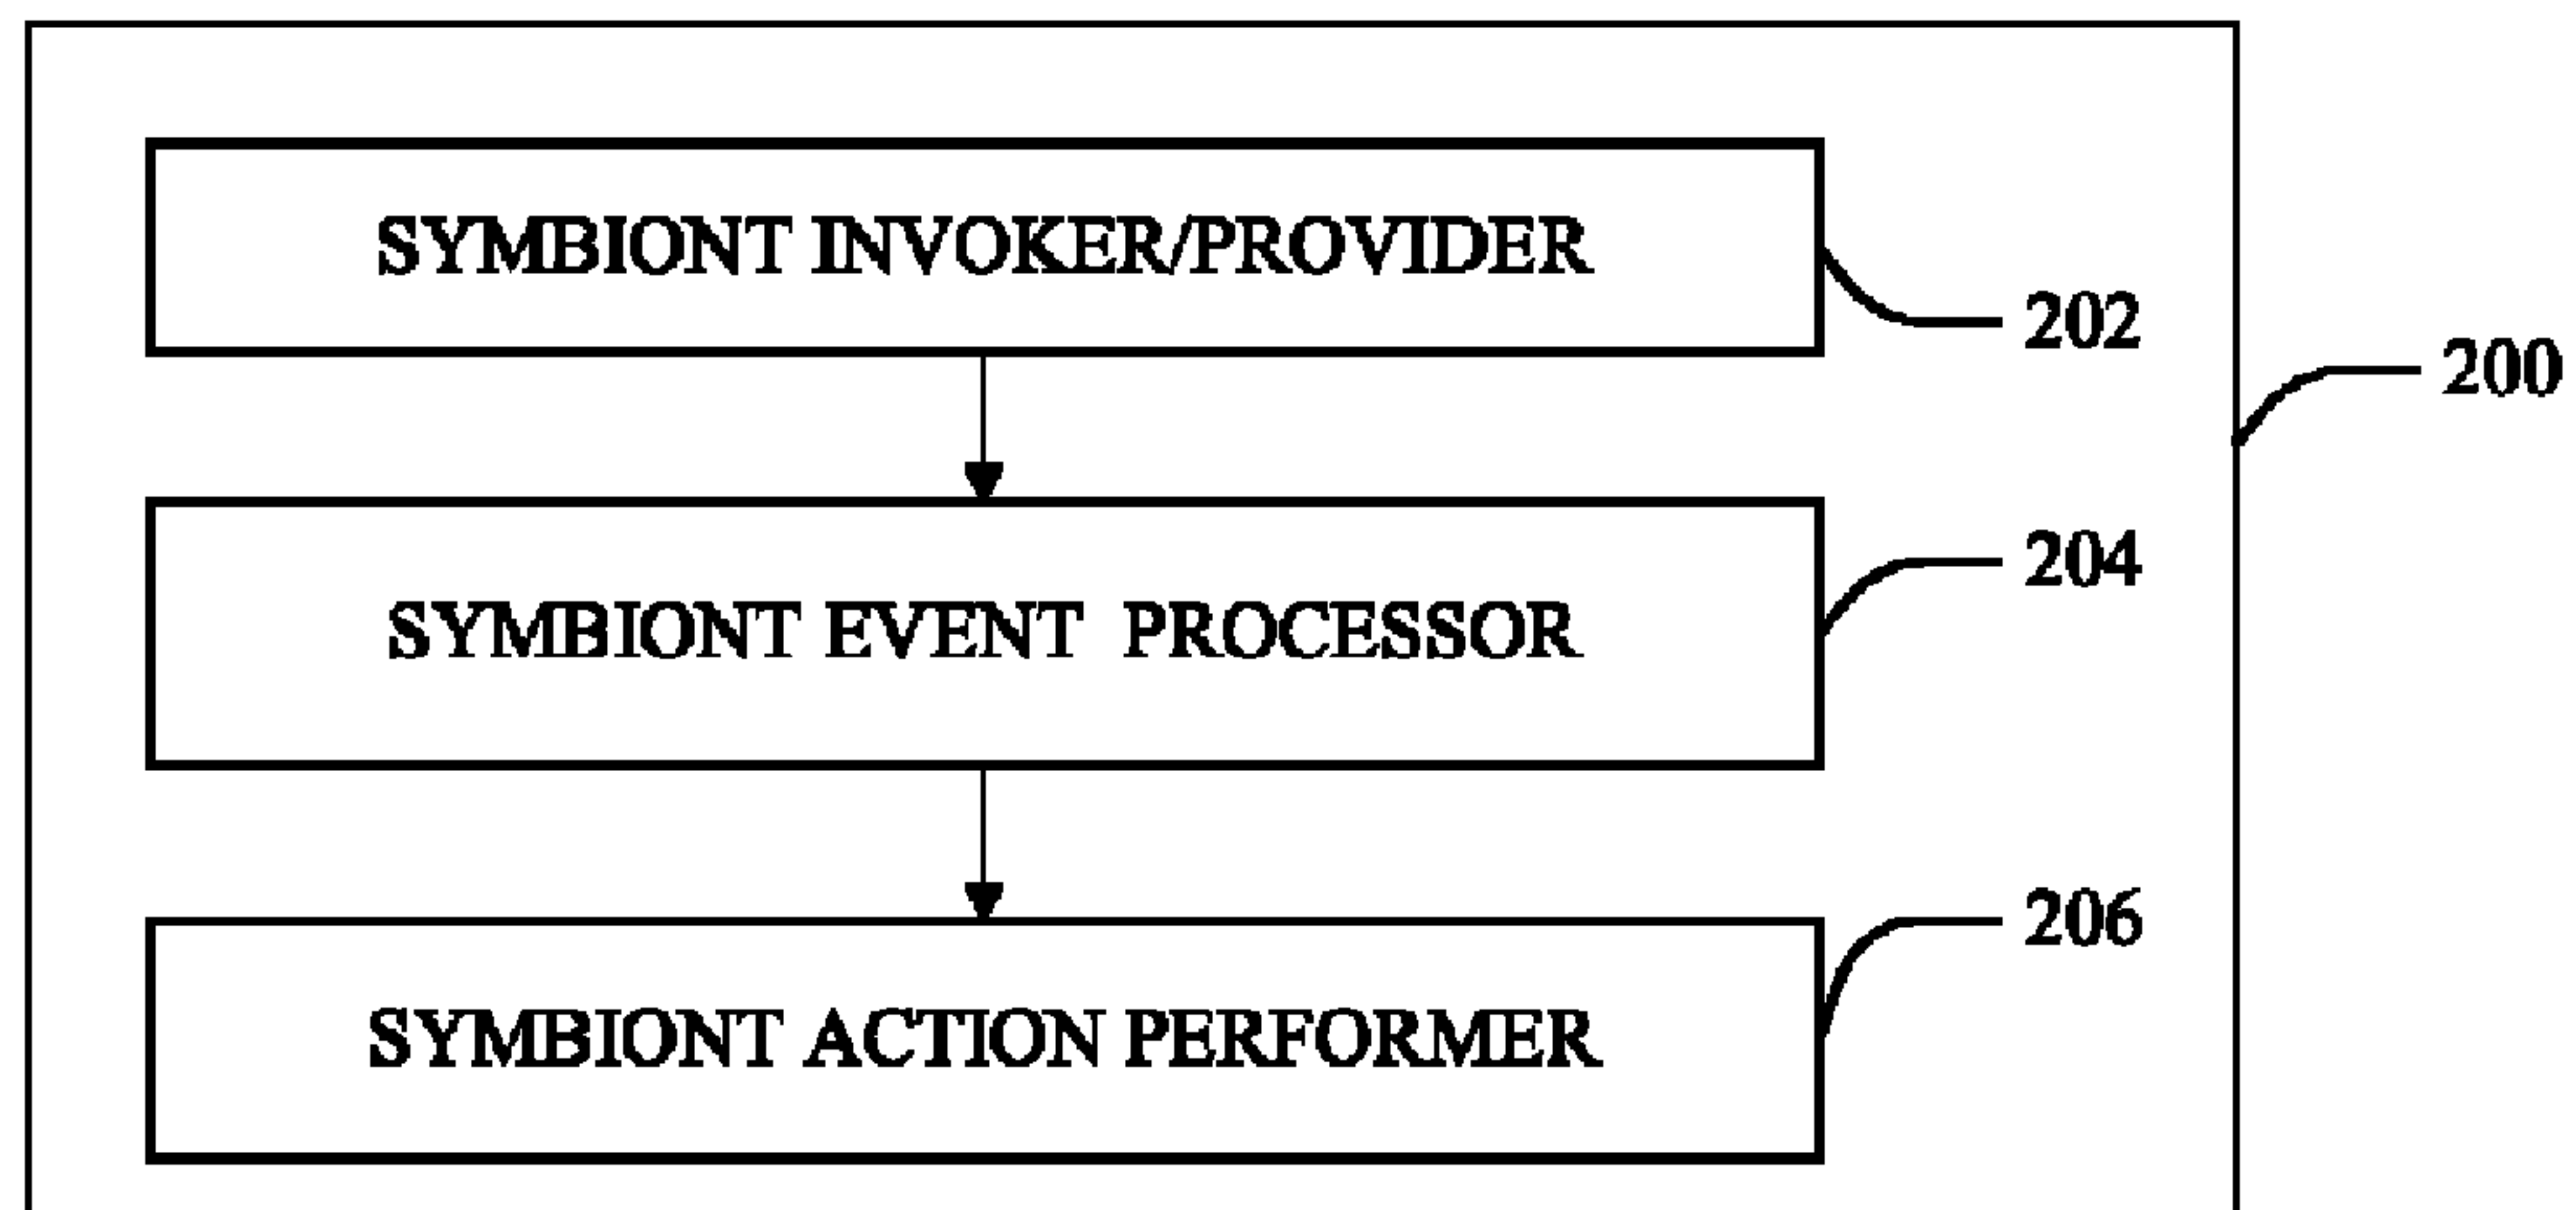 SYMBIONT INVOKER/PROVIDER
202
200
204
SYMBIONT EVENT PROCESSOR
206
SYMBIONT ACTION PERFORMER